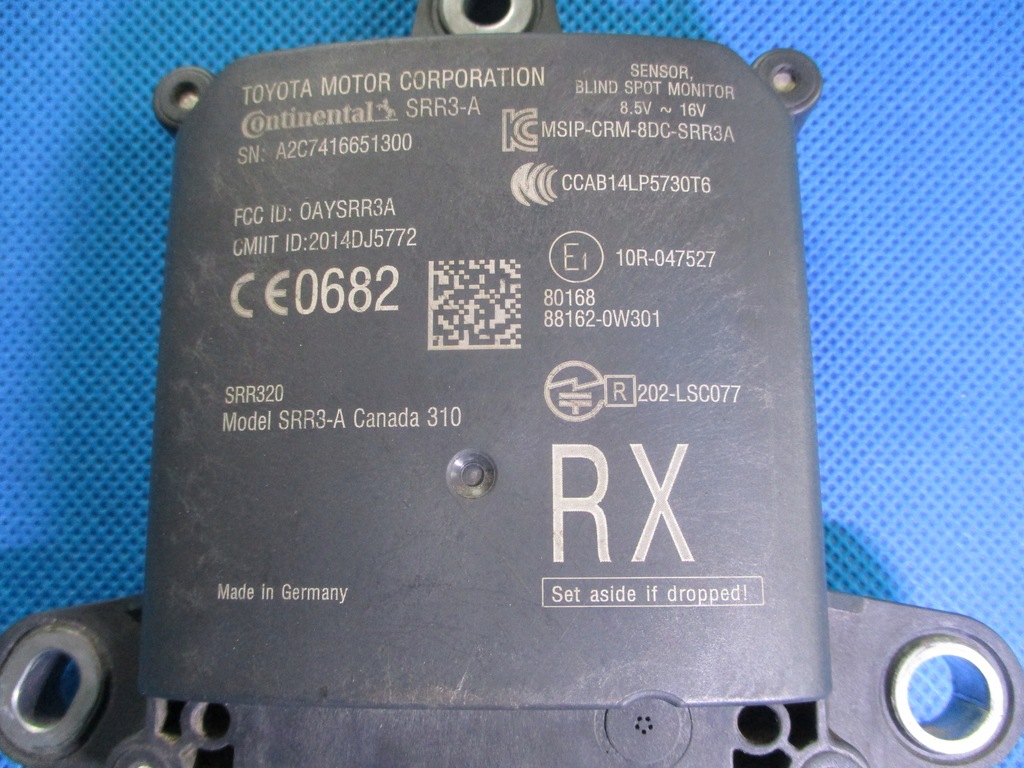 TOYOTA MOTOR CORPORATION
Continental SRR3-A
SN: A2C7416651300
SENSOR,
BLIND SPOT MONITOR
8.5V ~ 16V
KC MSIP-CRM-8DC-SRR3A
CCC CCAB14LP5730T6
FCC ID: OAYSRR3A
CMIIT ID:2014DJ5772
CE0682
E1 10R-047527
80168
88162-0W301
R 202-LSC077
SRR320
Model SRR3-A Canada 310
RX
Made in Germany
Set aside if dropped!